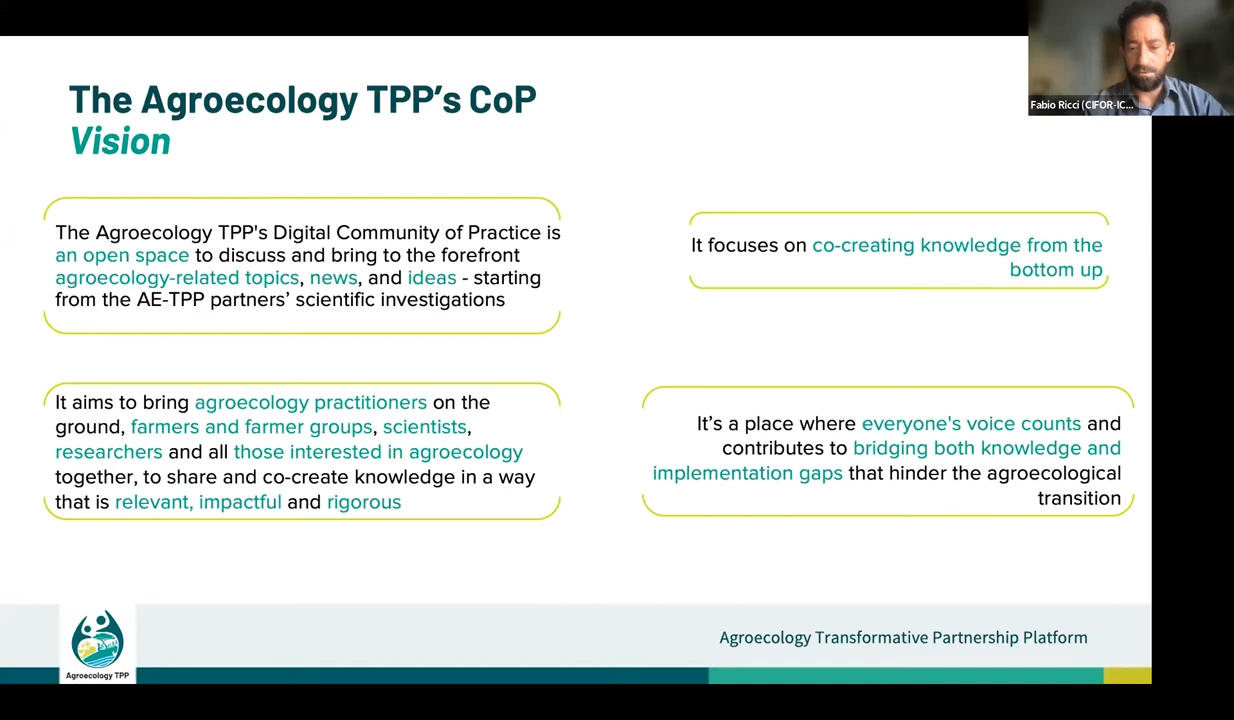 Fabio Ricci (CIFOR-IC...
The Agroecology TPP’s CoP
Vision
The Agroecology TPP's Digital Community of Practice is
an open space to discuss and bring to the forefront
agroecology-related topics, news, and ideas - starting
from the AE-TPP partners’ scientific investigations
It focuses on co-creating knowledge from the
bottom up
It aims to bring agroecology practitioners on the
ground, farmers and farmer groups, scientists,
researchers and all those interested in agroecology
together, to share and co-create knowledge in a way
that is relevant, impactful and rigorous
It’s a place where everyone's voice counts and
contributes to bridging both knowledge and
implementation gaps that hinder the agroecological
transition
Agroecology TPP
Agroecology Transformative Partnership Platform